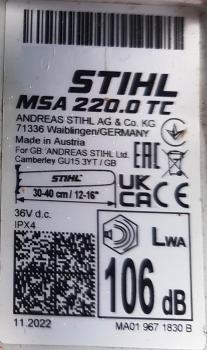 STIHL
MSA 220.0 TC
ANDREAS STIHL AG & Co. KG
71336 Waiblingen/GERMANY
Made in Austria
For GB: ANDREAS STIHL Ltd.
Camberley GU15 3YT / GB
EAC
STIHL
30-40 cm / 12-16"
UK
CA
CE
36V d.c.
IPX4
LWA
106 dB
11.2022
MA01 967 1830 B